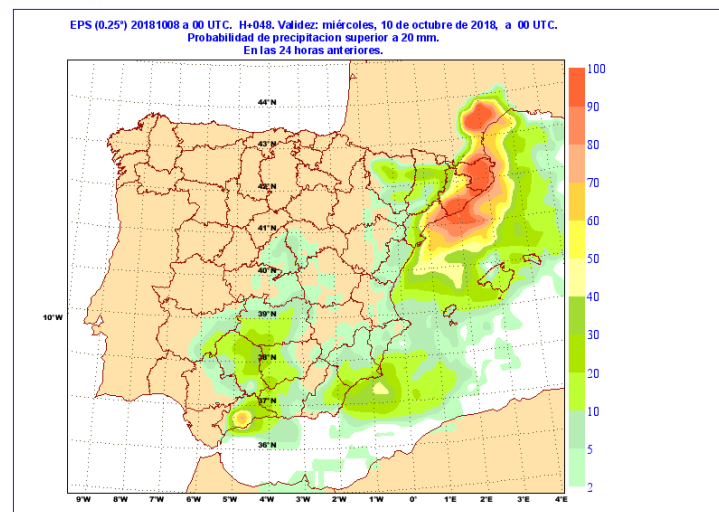 EPS (0.25°) 20181008 a 00 UTC. H+048. Validez: miércoles, 10 de octubre de 2018, a 00 UTC.
Probabilidad de precipitacion superior a 20 mm.
En las 24 horas anteriores.
100
90
80
70
60
50
40
30
20
10
5
2
44°N
43°N
42°N
41°N
40°N
39°N
38°N
37°N
36°N
10°W
9°W
8°W
7°W
6°W
5°W
4°W
3°W
2°W
1°W
0°
1°E
2°E
3°E
4°E